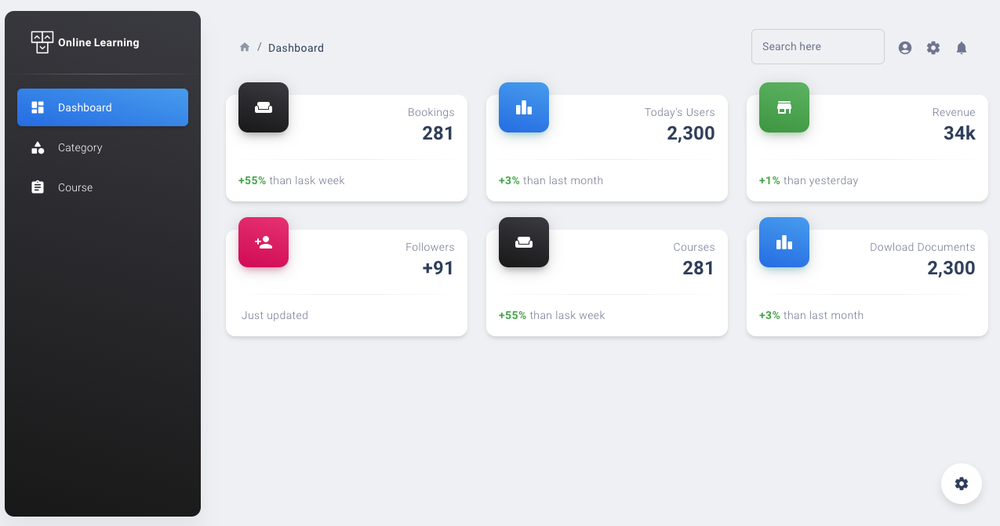 Online Learning
Dashboard
Category
Course
/ Dashboard
Search here
Bookings
281
+55% than lask week
Today's Users
2,300
+3% than last month
Revenue
34k
+1% than yesterday
Followers
+91
Just updated
Courses
281
+55% than lask week
Dowload Documents
2,300
+3% than last month